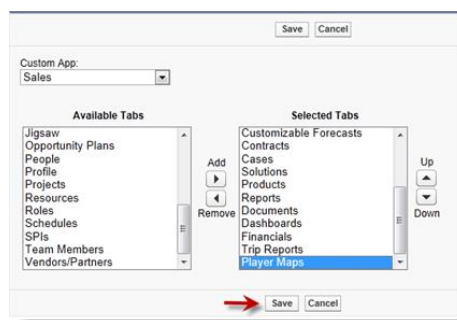 Save Cancel
Custom App:
Sales
Available Tabs
Jigsaw
Opportunity Plans
People
Profile
Projects
Resources
Roles
Schedules
SPIs
Team Members
Vendors/Partners
Add
Remove
Selected Tabs
Customizable Forecasts
Contracts
Cases
Solutions
Products
Reports
Documents
Dashboards
Financials
Trip Reports
Player Maps
Up
Down
Save Cancel